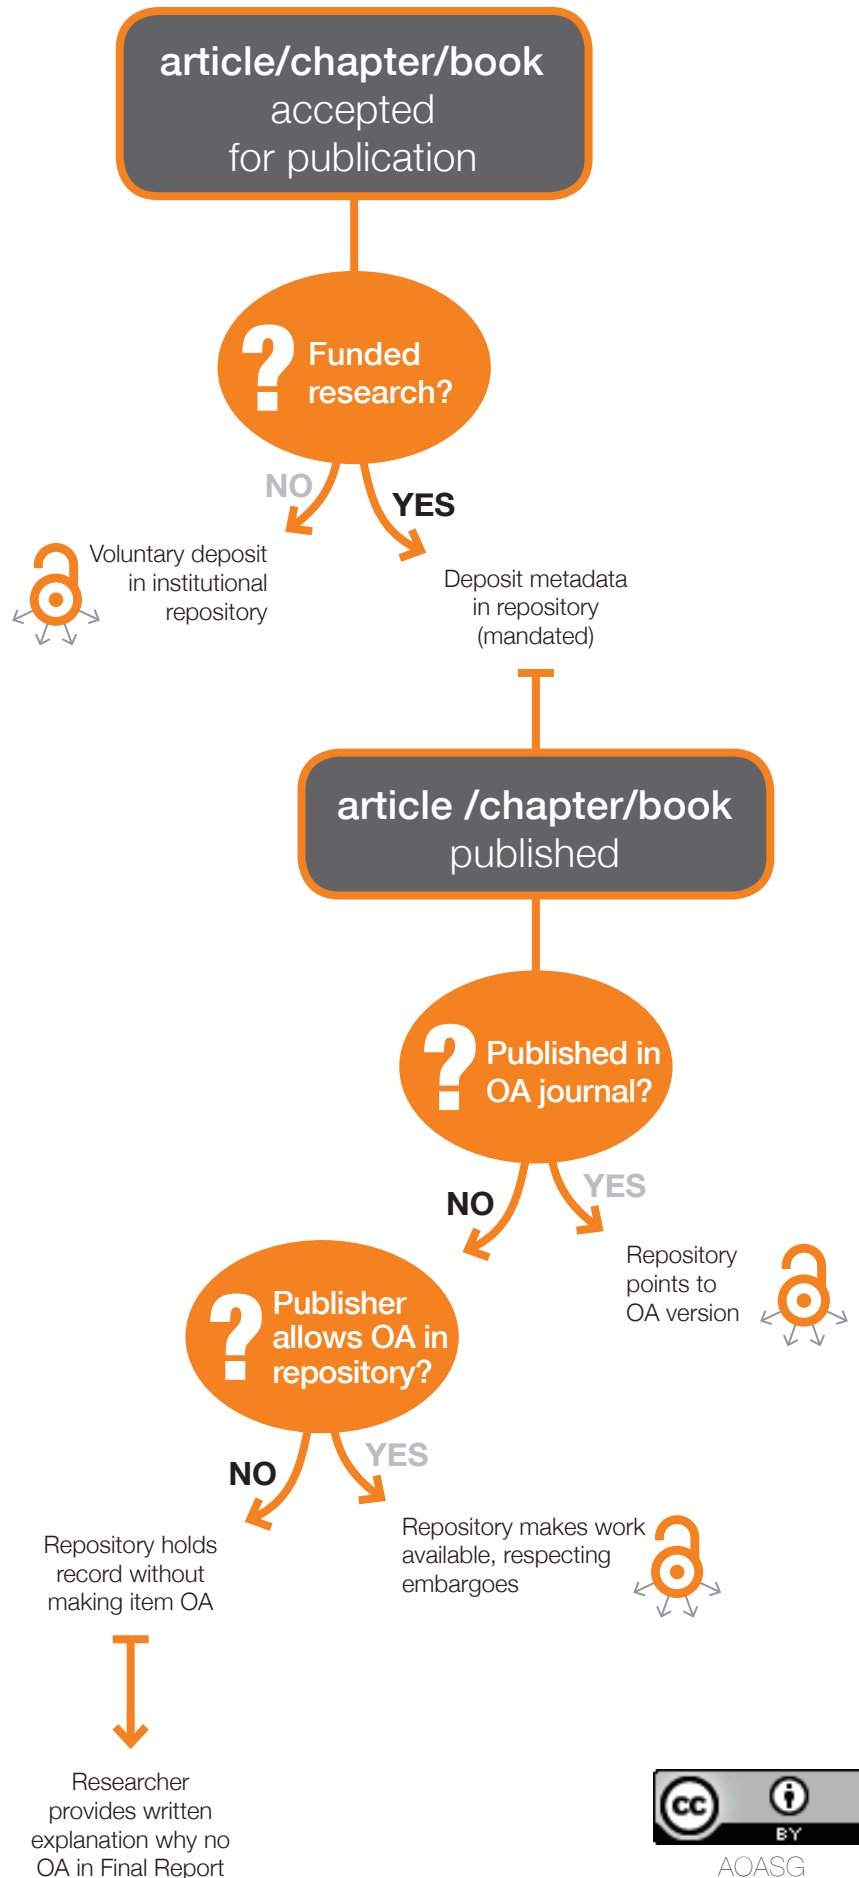 article/chapter/book
accepted
for publication
?
Funded
research?
NO
YES
Voluntary deposit
in institutional
repository
Deposit metadata
in repository
(mandated)
article /chapter/book
published
?
Published in
OA journal?
NO
YES
Repository
points to
OA version
?
Publisher
allows OA in
repository?
NO
YES
Repository holds
record without
making item OA
Repository makes work
available, respecting
embargoes
Researcher
provides written
explanation why no
OA in Final Report
cc
BY
AOASG